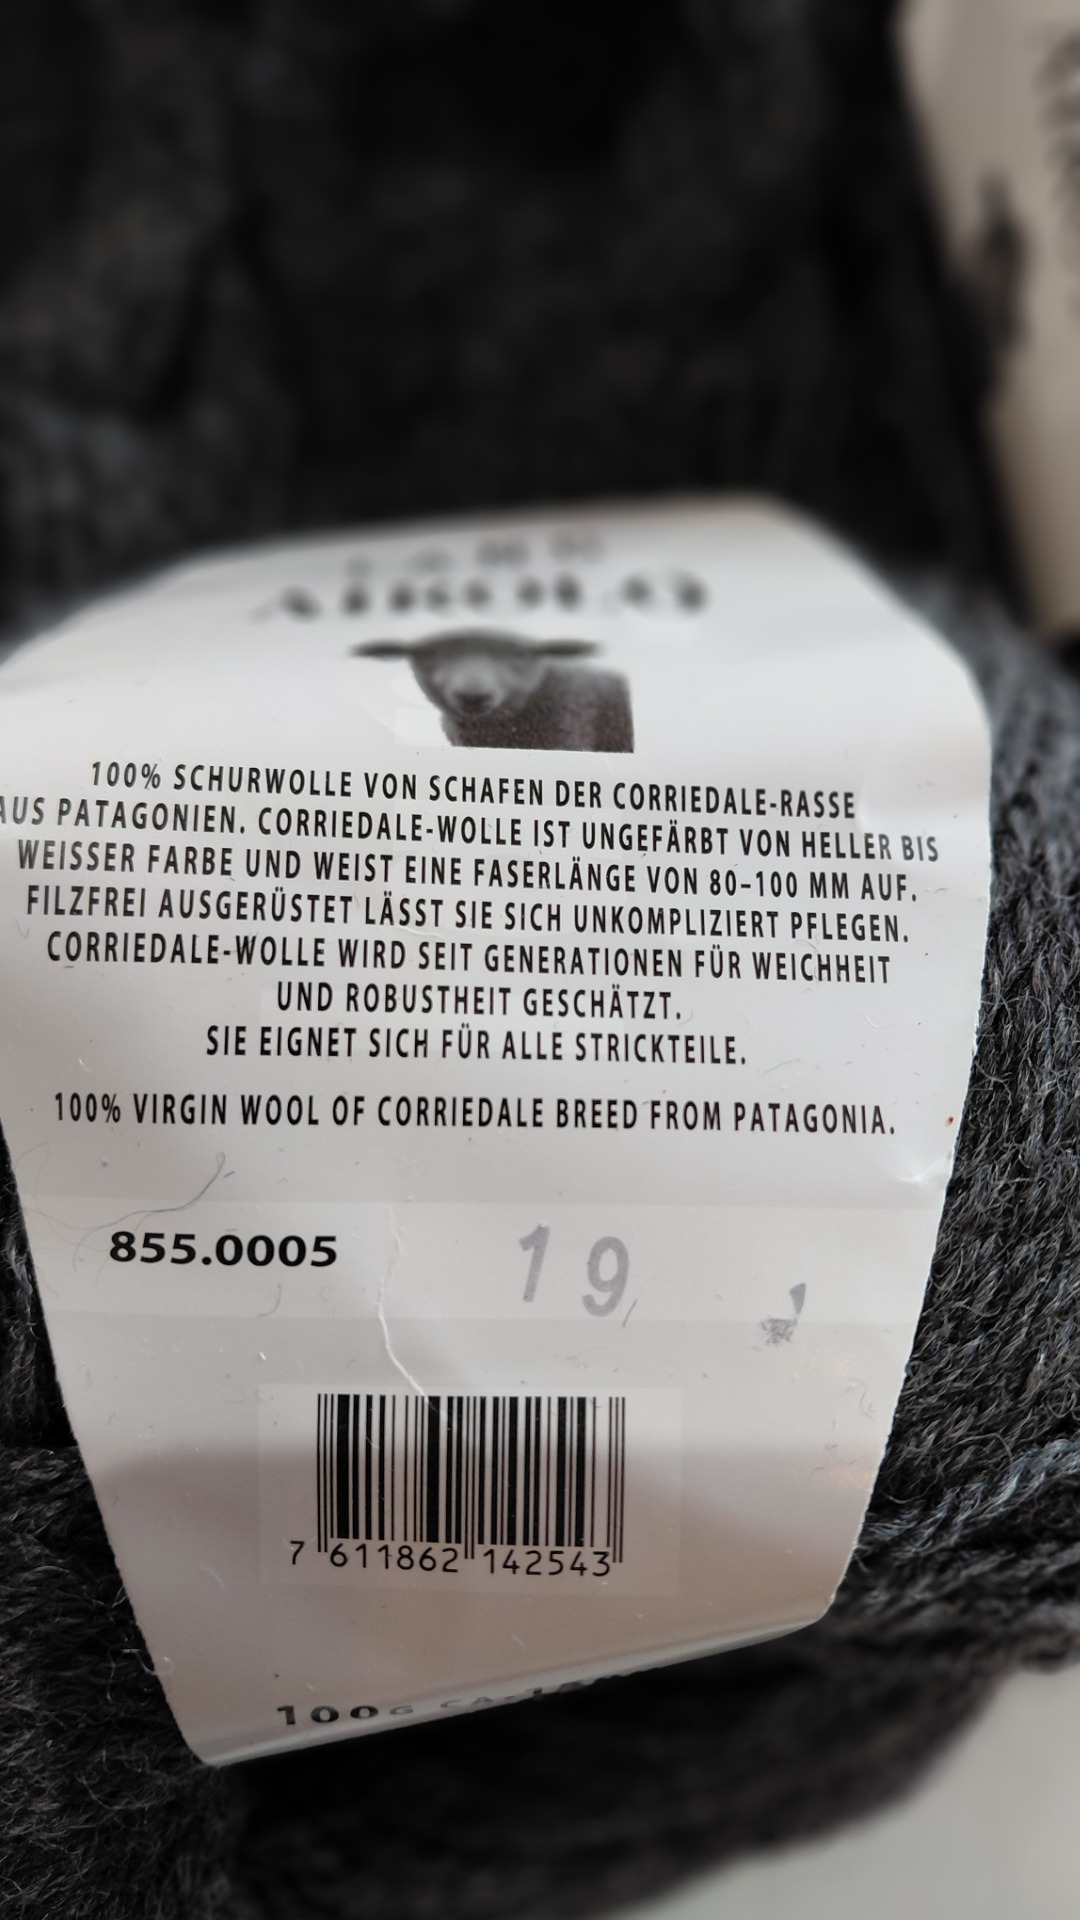 AIROLO
100% SCHURWOLLE VON SCHAFEN DER CORRIEDALE-RASSE
AUS PATAGONIEN. CORRIEDALE-WOLLE IST UNGEFÄRBT VON HELLER BIS
WEISSER FARBE UND WEIST EINE FASERLÄNGE VON 80-100 MM AUF.
FILZFREI AUSGERÜSTET LÄSST SIE SICH UNKOMPLIZIERT PFLEGEN.
CORRIEDALE-WOLLE WIRD SEIT GENERATIONEN FÜR WEICHHEIT
UND ROBUSTHEIT GESCHÄTZT.
SIE EIGNET SICH FÜR ALLE STRICKTEILE.
100% VIRGIN WOOL OF CORRIEDALE BREED FROM PATAGONIA.
855.0005 19
7 611862 142543
100G CA.